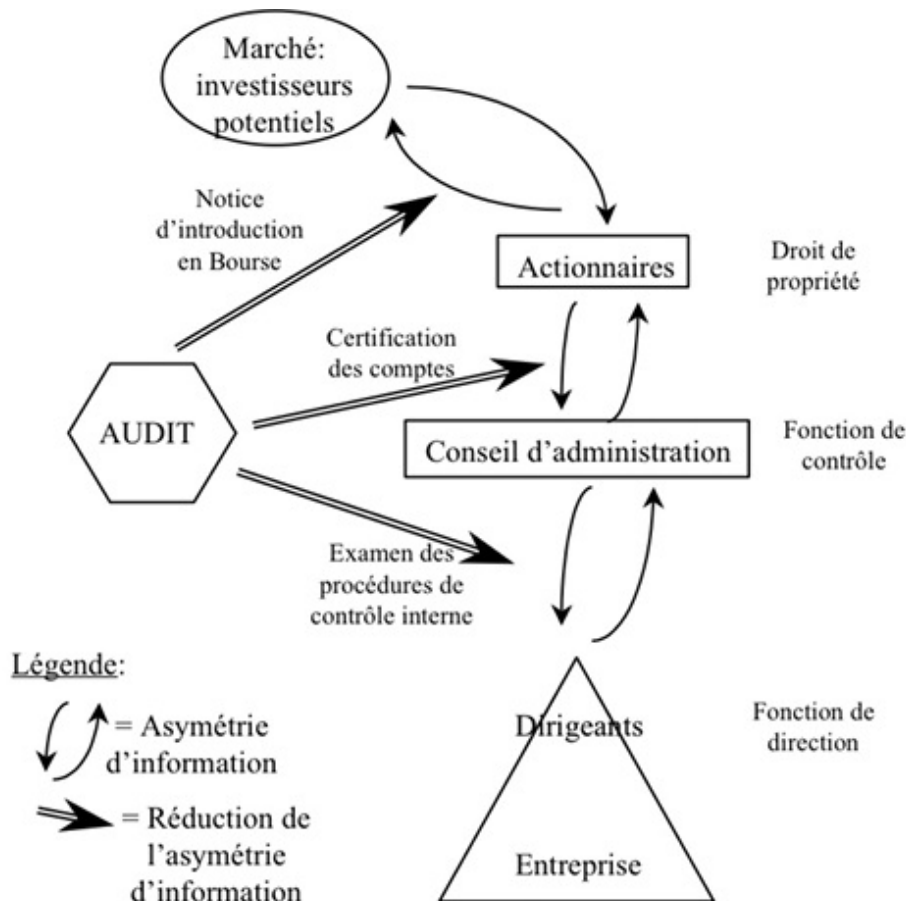 Marché:
investisseurs
potentiels
Notice
d'introduction
en Bourse
Actionnaires
Droit de
propriété
Certification
des comptes
AUDIT
Conseil d'administration
Fonction de
contrôle
Examen des
procédures de
contrôle interne
Légende:
= Asymétrie
d'information
= Réduction de
l'asymétrie
d'information
Dirigeants
Fonction de
direction
Entreprise